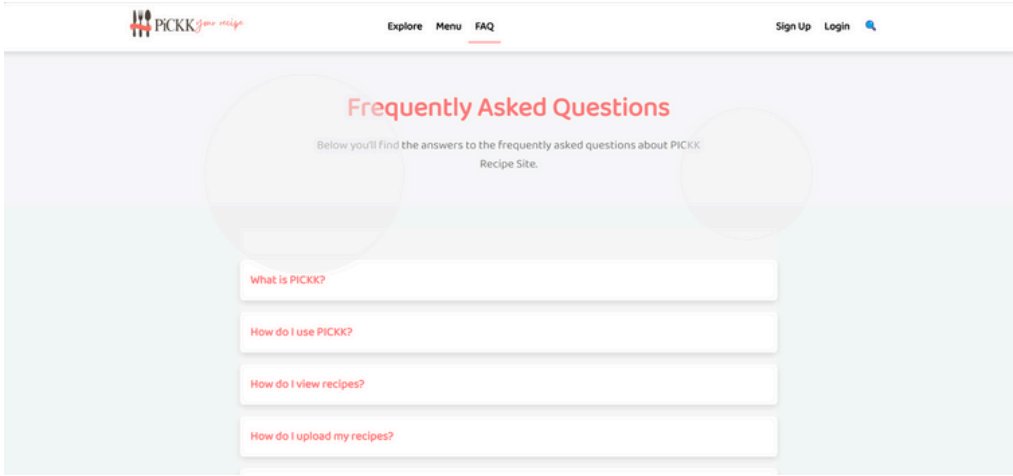 PiCKK your recipe
Explore Menu FAQ
Sign Up Login
Frequently Asked Questions
Below you'll find the answers to the frequently asked questions about PICKK
Recipe Site.
What is PICKK?
How do I use PICKK?
How do I view recipes?
How do I upload my recipes?